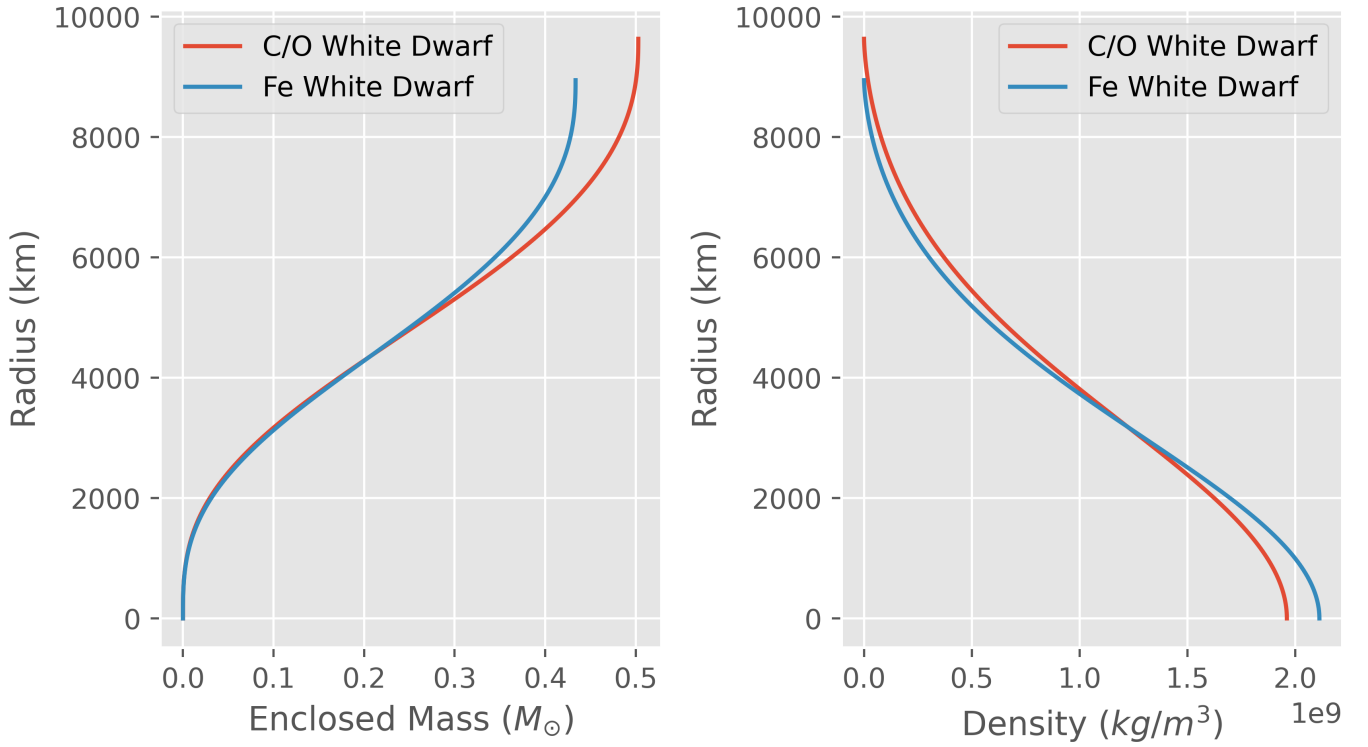 10000
8000
6000
4000
2000
0
Radius (km)
C/O White Dwarf
Fe White Dwarf
0.0 0.1 0.2 0.3 0.4 0.5
Enclosed Mass (M⊙)
10000
8000
6000
4000
2000
0
Radius (km)
C/O White Dwarf
Fe White Dwarf
0.0 0.5 1.0 1.5 2.0
1e9
Density (kg/m³)